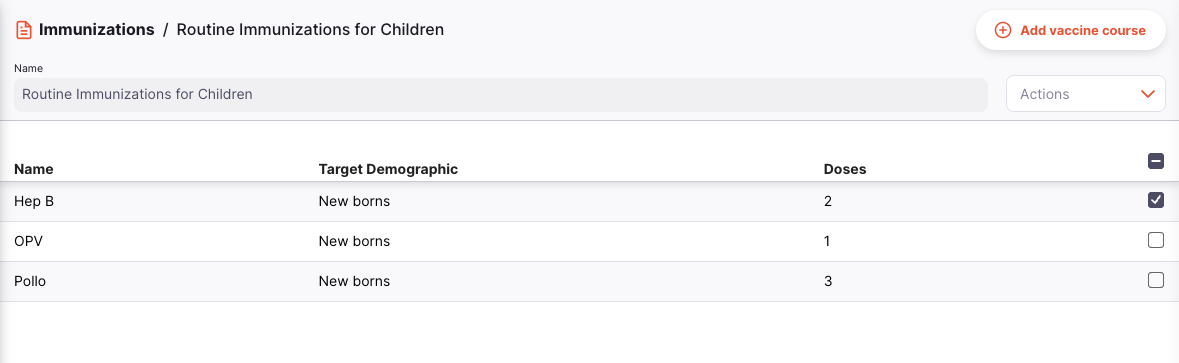 Immunizations / Routine Immunizations for Children
Add vaccine course
Name
Routine Immunizations for Children
Actions
Name Target Demographic Doses
Hep B New borns 2
OPV New borns 1
Pollo New borns 3